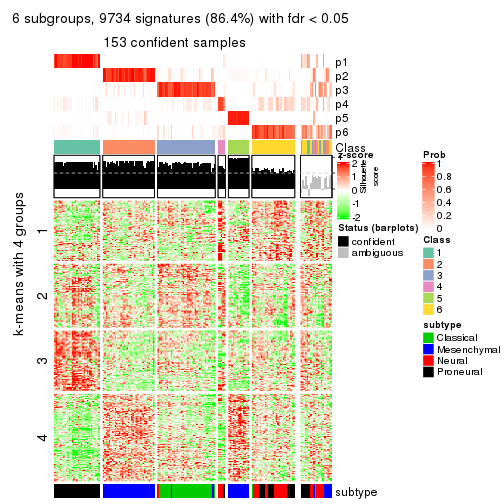 6 subgroups, 9734 signatures (86.4%) with fdr < 0.05
153 confident samples
p1
p2
p3
p4
p5
p6
Class
z-score
2
1
0
-1
-2
Silhouette
score
Prob
1
0.8
0.6
0.4
0.2
0
Status (barplots)
confident
ambiguous
Class
1
2
3
4
5
6
subtype
Classical
Mesenchymal
Neural
Proneural
k-means with 4 groups
1
2
3
4
subtype